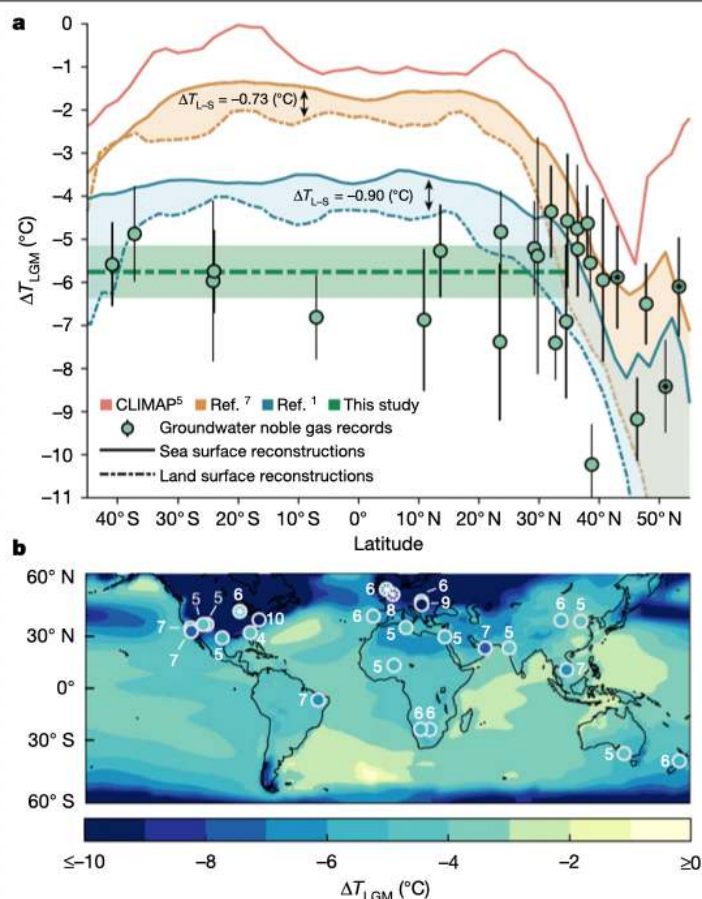 a
0
−1
−2
−3
−4
−5
−6
−7
−8
−9
−10
−11
ΔT_LGM (°C)
ΔT_L–S = −0.73 (°C)
ΔT_L–S = −0.90 (°C)
CLIMAP⁵ Ref. ⁷ Ref. ¹ This study
Groundwater noble gas records
Sea surface reconstructions
Land surface reconstructions
40° S 30° S 20° S 10° S 0° 10° N 20° N 30° N 40° N 50° N
Latitude
b
60° N
30° N
0°
30° S
60° S
5 5 6
7 10
4
7 5
6 6
8 9
6
5 5
7 5
6 5
5
7
7
6 6
5 6
≤−10 −8 −6 −4 −2 ≥0
ΔT_LGM (°C)